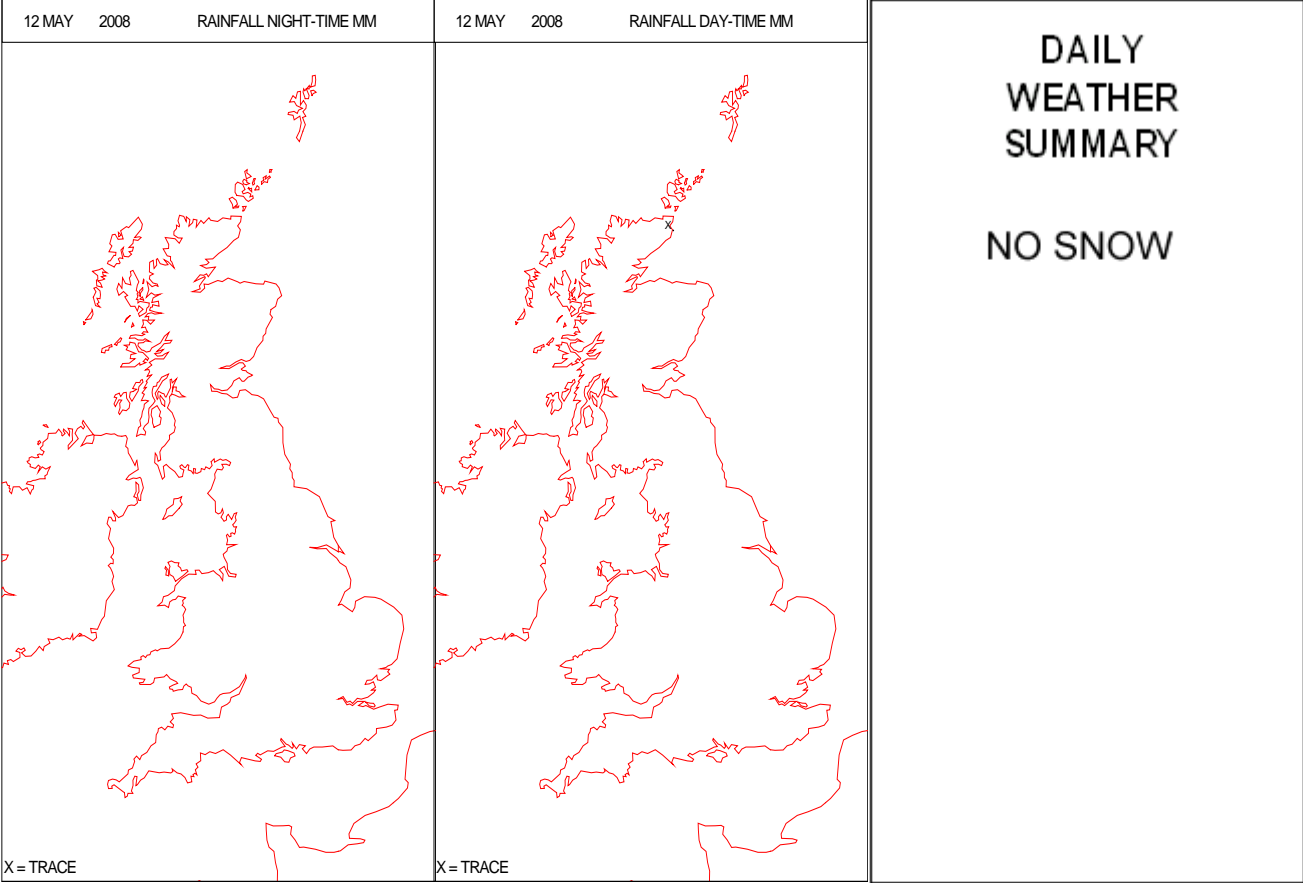 12 MAY 2008 RAINFALL NIGHT-TIME MM
X = TRACE
12 MAY 2008 RAINFALL DAY-TIME MM
X
X = TRACE
DAILY
WEATHER
SUMMARY
NO SNOW